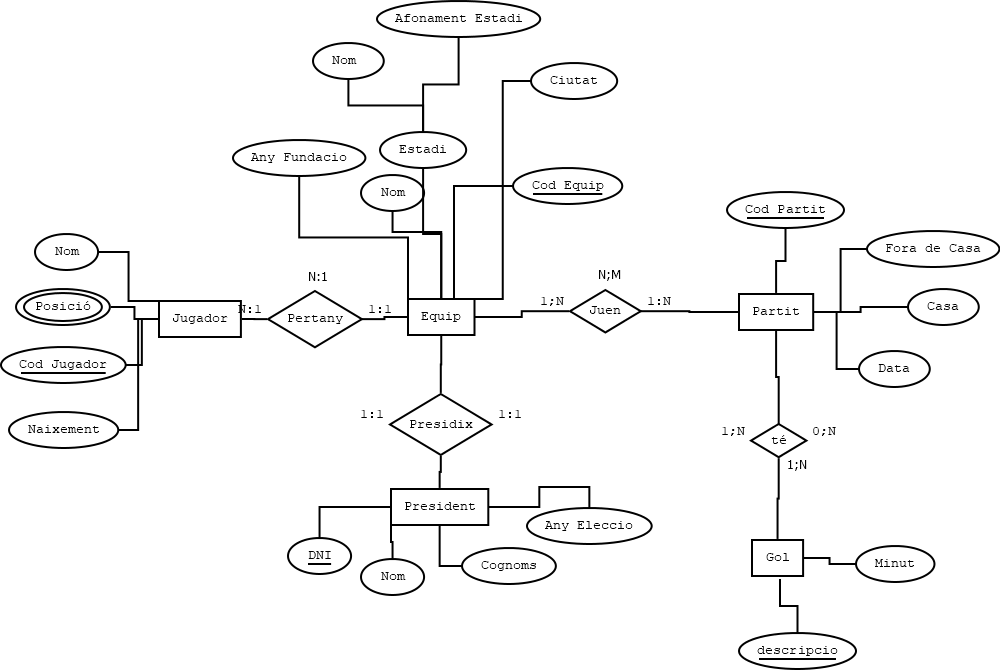 Afonament Estadi
Nom
Ciutat
Estadi
Any Fundacio
Nom
Cod Equip
Cod Partit
Nom
Fora de Casa
N:1
N;M
Posició
N:1
1:1
1;N
1:N
Casa
Jugador
Pertany
Equip
Juen
Partit
Cod Jugador
Data
1:1
1:1
Naixement
Presidix
1;N
0;N
té
1;N
President
Any Eleccio
DNI
Cognoms
Gol
Minut
Nom
descripcio